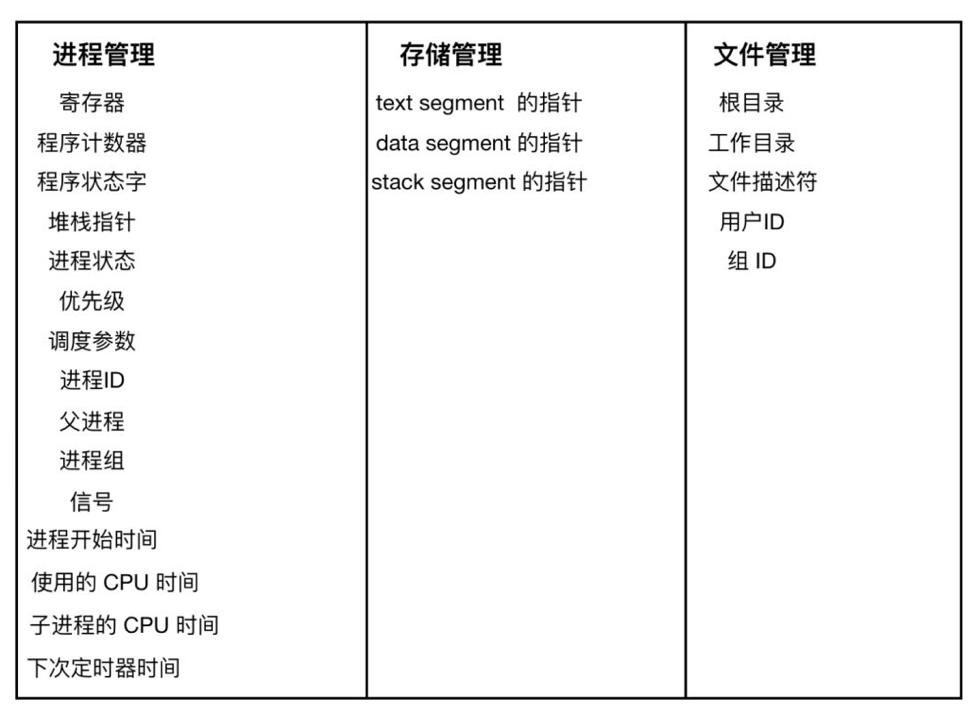 进程管理
寄存器
程序计数器
程序状态字
堆栈指针
进程状态
优先级
调度参数
进程ID
父进程
进程组
信号
进程开始时间
使用的 CPU 时间
子进程的 CPU 时间
下次定时器时间
存储管理
text segment 的指针
data segment 的指针
stack segment 的指针
文件管理
根目录
工作目录
文件描述符
用户ID
组 ID